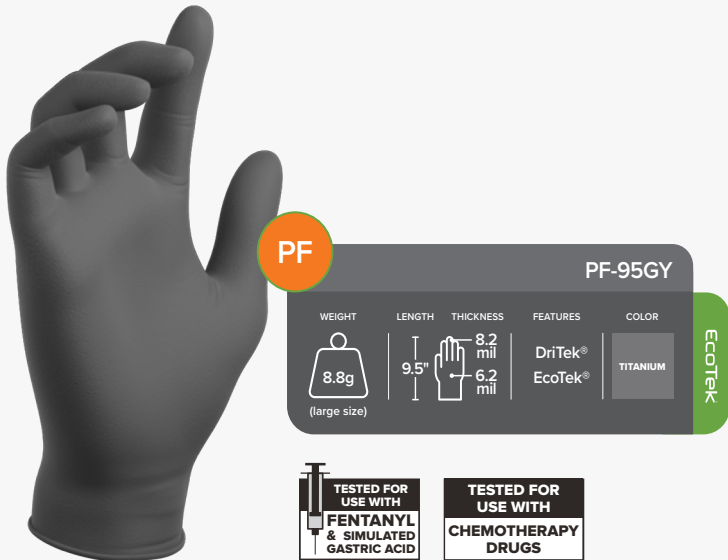 PF
PF-95GY
WEIGHT
LENGTH
THICKNESS
FEATURES
COLOR
8.8g
(large size)
9.5"
8.2
mil
6.2
mil
DriTek®
EcoTek®
TITANIUM
EcoTek
TESTED FOR
USE WITH
FENTANYL
& SIMULATED
GASTRIC ACID
TESTED FOR
USE WITH
CHEMOTHERAPY
DRUGS